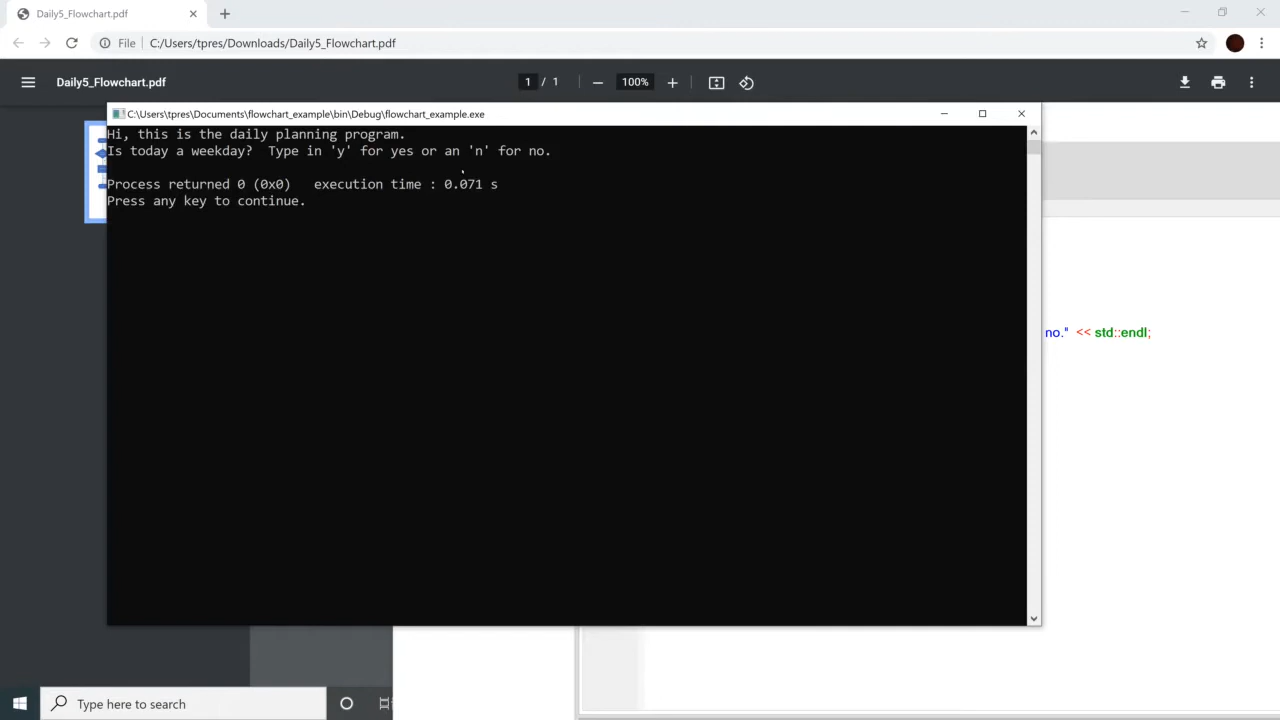 Daily5_Flowchart.pdf
File
C:/Users/tpres/Downloads/Daily5_Flowchart.pdf
Daily5_Flowchart.pdf
1 / 1
100%
C:\Users\tpres\Documents\flowchart_example\bin\Debug\flowchart_example.exe
Hi, this is the daily planning program.
Is today a weekday?  Type in 'y' for yes or an 'n' for no.
Process returned 0 (0x0)   execution time : 0.071 s
Press any key to continue.
no." << std::endl;
Type here to search